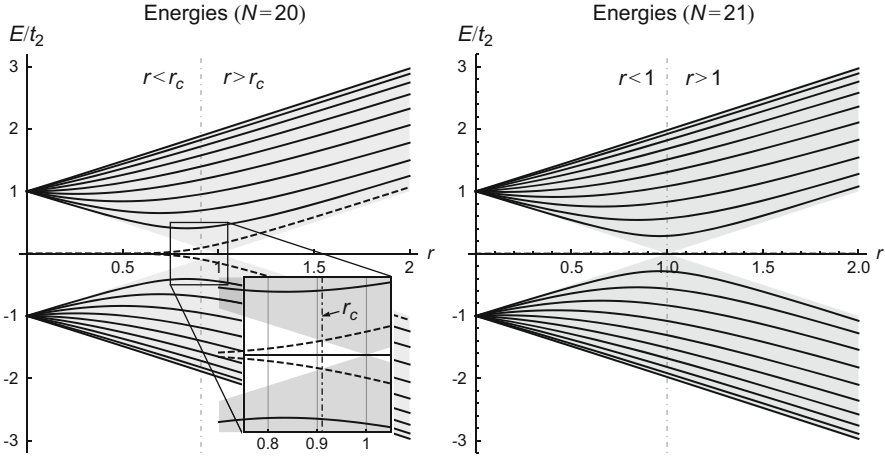 Energies (N=20)
E/t2
3
2
1
-1
-2
-3
r<rc
r>rc
0.5
1
1.5
2
r
rc
0.8
0.9
1
Energies (N=21)
E/t2
3
2
1
-1
-2
-3
r<1
r>1
0.5
1.0
1.5
2.0
r